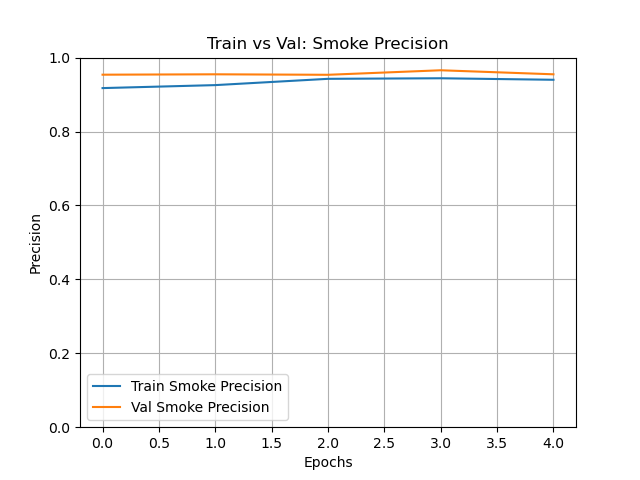 Train vs Val: Smoke Precision
1.0
0.8
0.6
0.4
0.2
0.0
Precision
Train Smoke Precision
Val Smoke Precision
0.0 0.5 1.0 1.5 2.0 2.5 3.0 3.5 4.0
Epochs